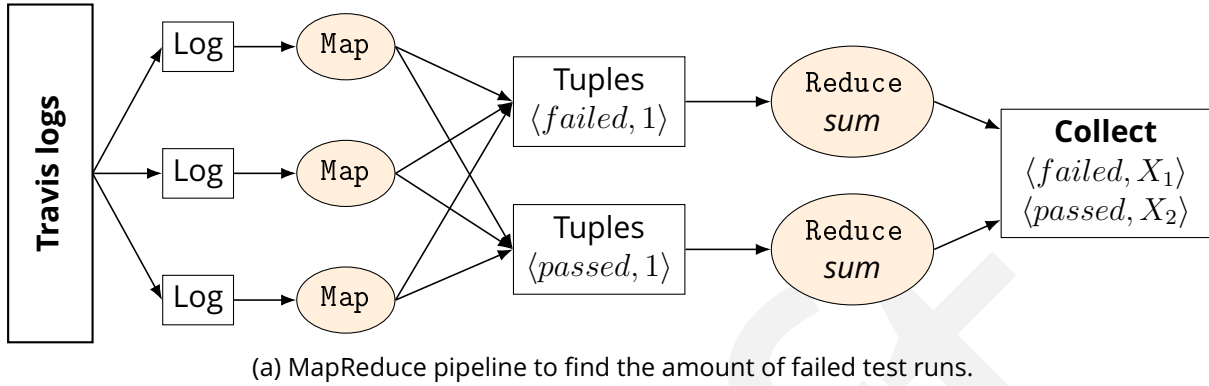 Travis logs
Log
Map
Log
Map
Log
Map
Tuples
⟨failed, 1⟩
Tuples
⟨passed, 1⟩
Reduce
sum
Reduce
sum
Collect
⟨failed, X₁⟩
⟨passed, X₂⟩
(a) MapReduce pipeline to find the amount of failed test runs.